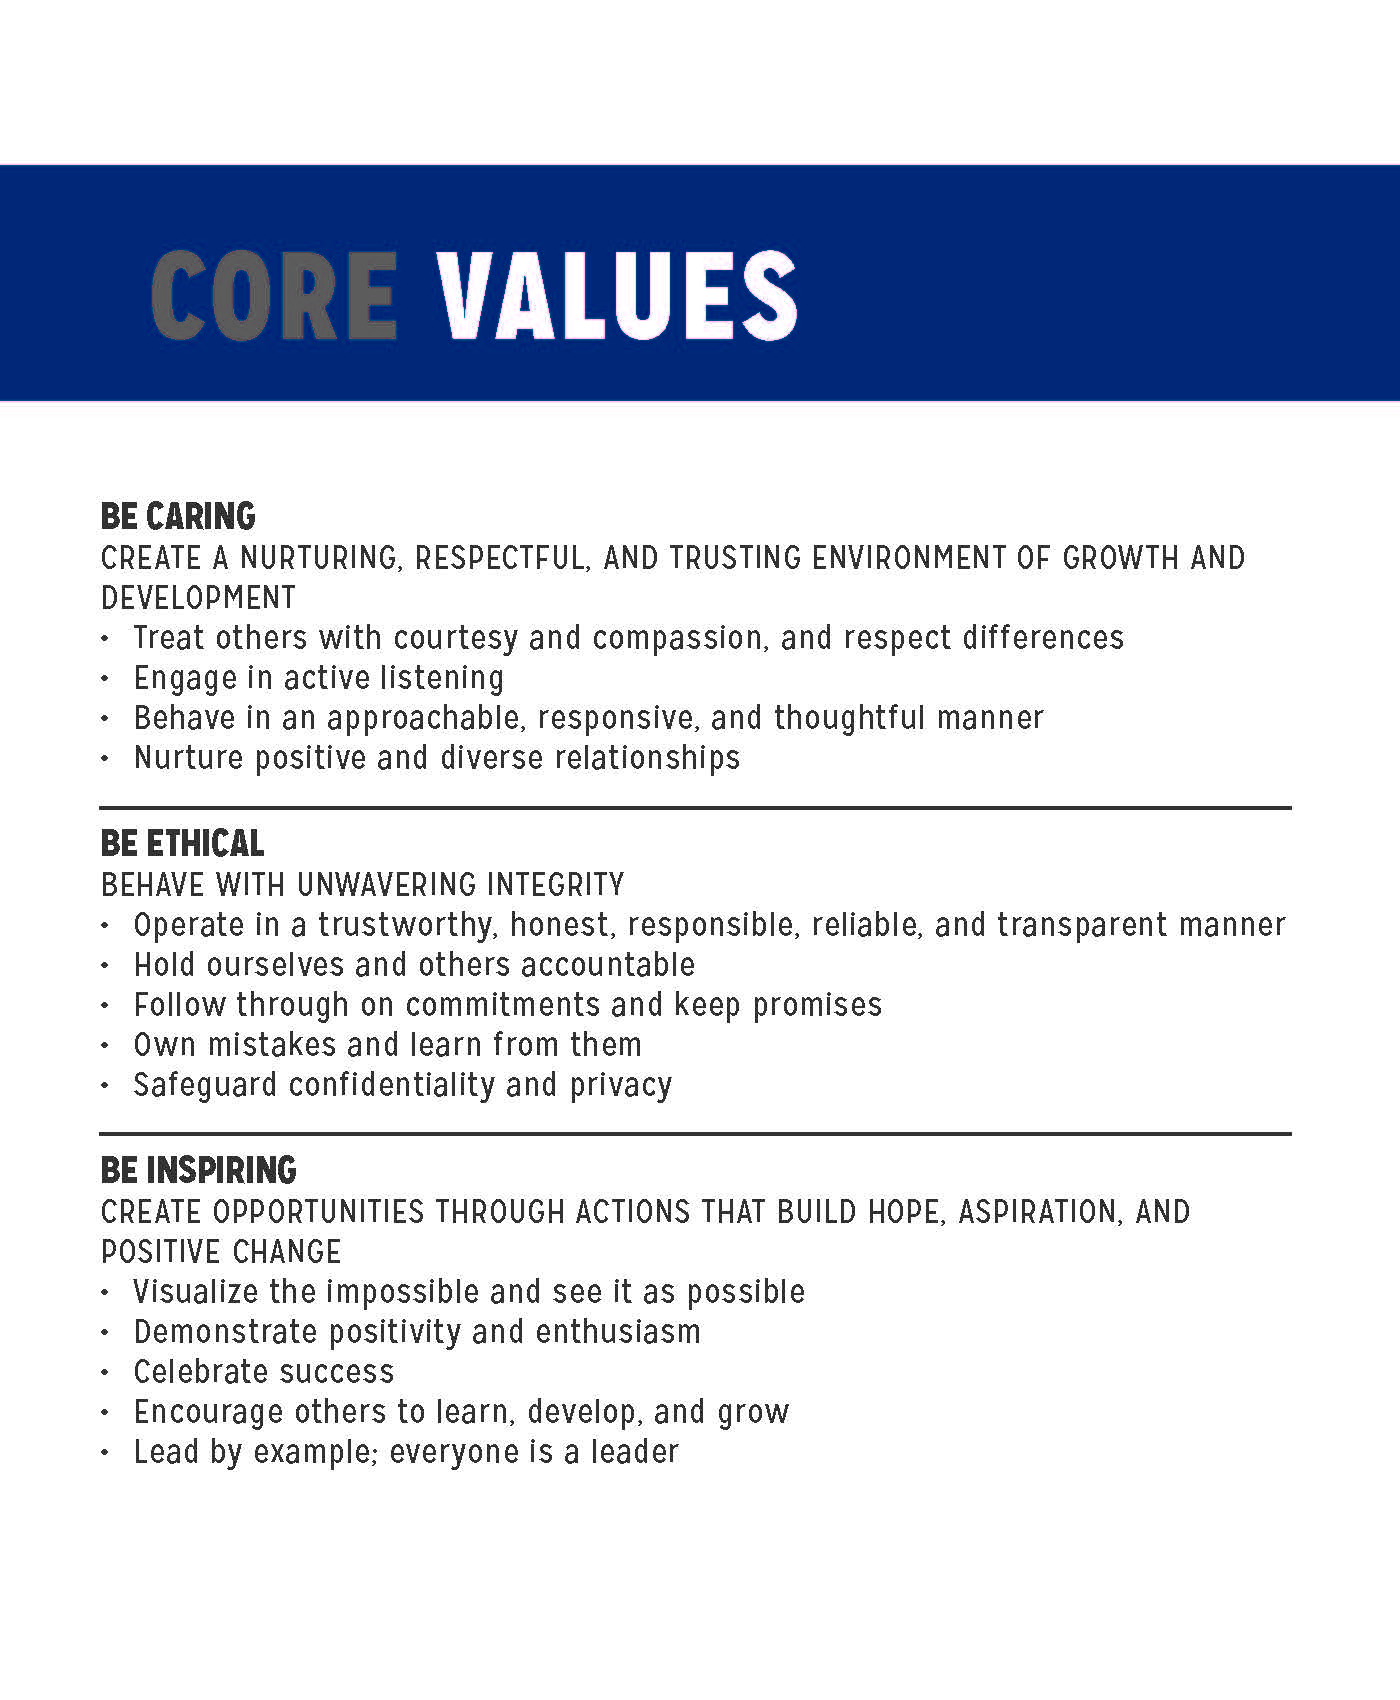 CORE VALUES
BE CARING
CREATE A NURTURING, RESPECTFUL, AND TRUSTING ENVIRONMENT OF GROWTH AND
DEVELOPMENT
• Treat others with courtesy and compassion, and respect differences
• Engage in active listening
• Behave in an approachable, responsive, and thoughtful manner
• Nurture positive and diverse relationships
BE ETHICAL
BEHAVE WITH UNWAVERING INTEGRITY
• Operate in a trustworthy, honest, responsible, reliable, and transparent manner
• Hold ourselves and others accountable
• Follow through on commitments and keep promises
• Own mistakes and learn from them
• Safeguard confidentiality and privacy
BE INSPIRING
CREATE OPPORTUNITIES THROUGH ACTIONS THAT BUILD HOPE, ASPIRATION, AND
POSITIVE CHANGE
• Visualize the impossible and see it as possible
• Demonstrate positivity and enthusiasm
• Celebrate success
• Encourage others to learn, develop, and grow
• Lead by example; everyone is a leader